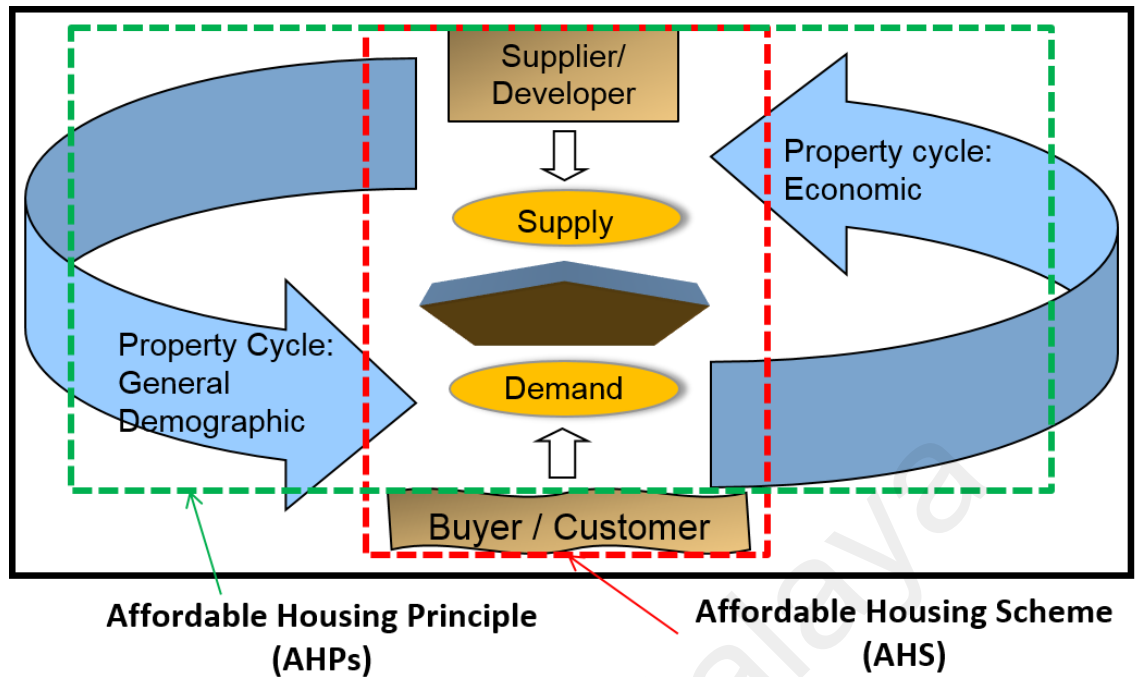 Supplier/
Developer
Property cycle:
Economic
Supply
Property Cycle:
General
Demographic
Demand
Buyer / Customer
Affordable Housing Principle
(AHPs)
Affordable Housing Scheme
(AHS)
alaya